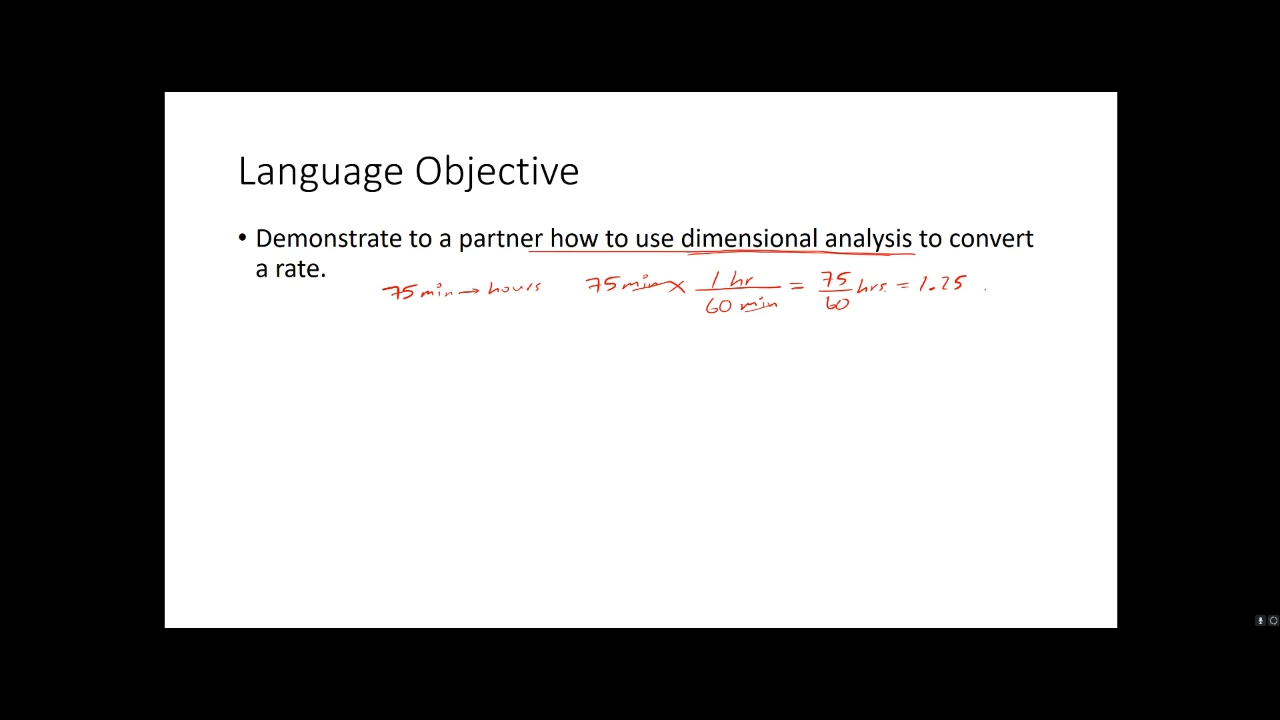 Language Objective
• Demonstrate to a partner how to use dimensional analysis to convert
a rate.
75 min → hours 75 min × 1 hr / 60 min = 75 / 60 hrs. = 1.25